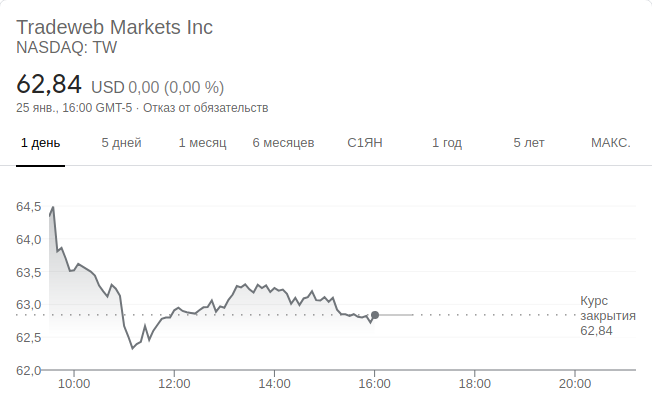 Tradeweb Markets Inc
NASDAQ: TW
62,84 USD 0,00 (0,00 %)
25 янв., 16:00 GMT-5 · Отказ от обязательств
1 день 5 дней 1 месяц 6 месяцев С1ЯН 1 год 5 лет МАКС.
64,5
64,0
63,5
63,0
62,5
62,0
Курс
закрытия
62,84
10:00 12:00 14:00 16:00 18:00 20:00